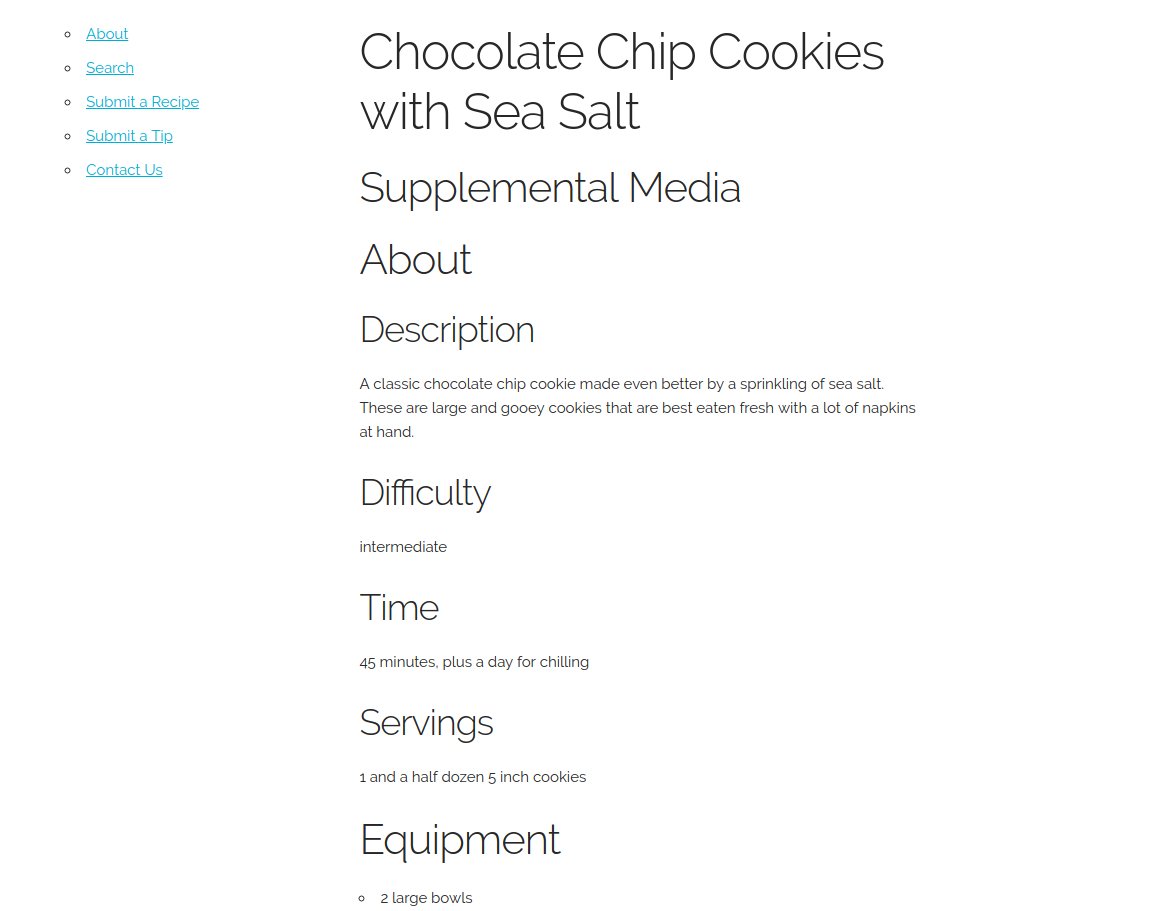 About
Search
Submit a Recipe
Submit a Tip
Contact Us
Chocolate Chip Cookies
with Sea Salt
Supplemental Media
About
Description
A classic chocolate chip cookie made even better by a sprinkling of sea salt.
These are large and gooey cookies that are best eaten fresh with a lot of napkins
at hand.
Difficulty
intermediate
Time
45 minutes, plus a day for chilling
Servings
1 and a half dozen 5 inch cookies
Equipment
2 large bowls